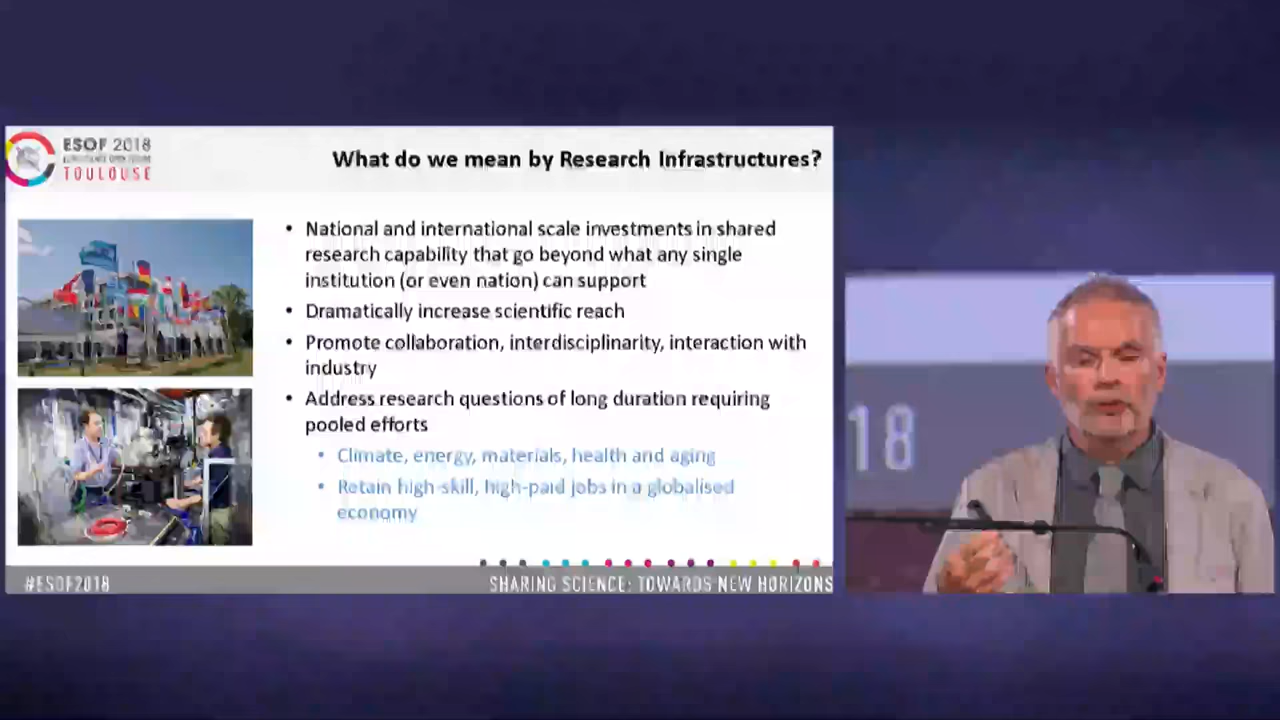 ESOF 2018
TOULOUSE
What do we mean by Research Infrastructures?
• National and international scale investments in shared
research capability that go beyond what any single
institution (or even nation) can support
• Dramatically increase scientific reach
• Promote collaboration, interdisciplinarity, interaction with
industry
• Address research questions of long duration requiring
pooled efforts
• Climate, energy, materials, health and aging
• Retain high-skill, high-paid jobs in a globalised
economy
#ESOF2018
SHARING SCIENCE: TOWARDS NEW HORIZONS
18